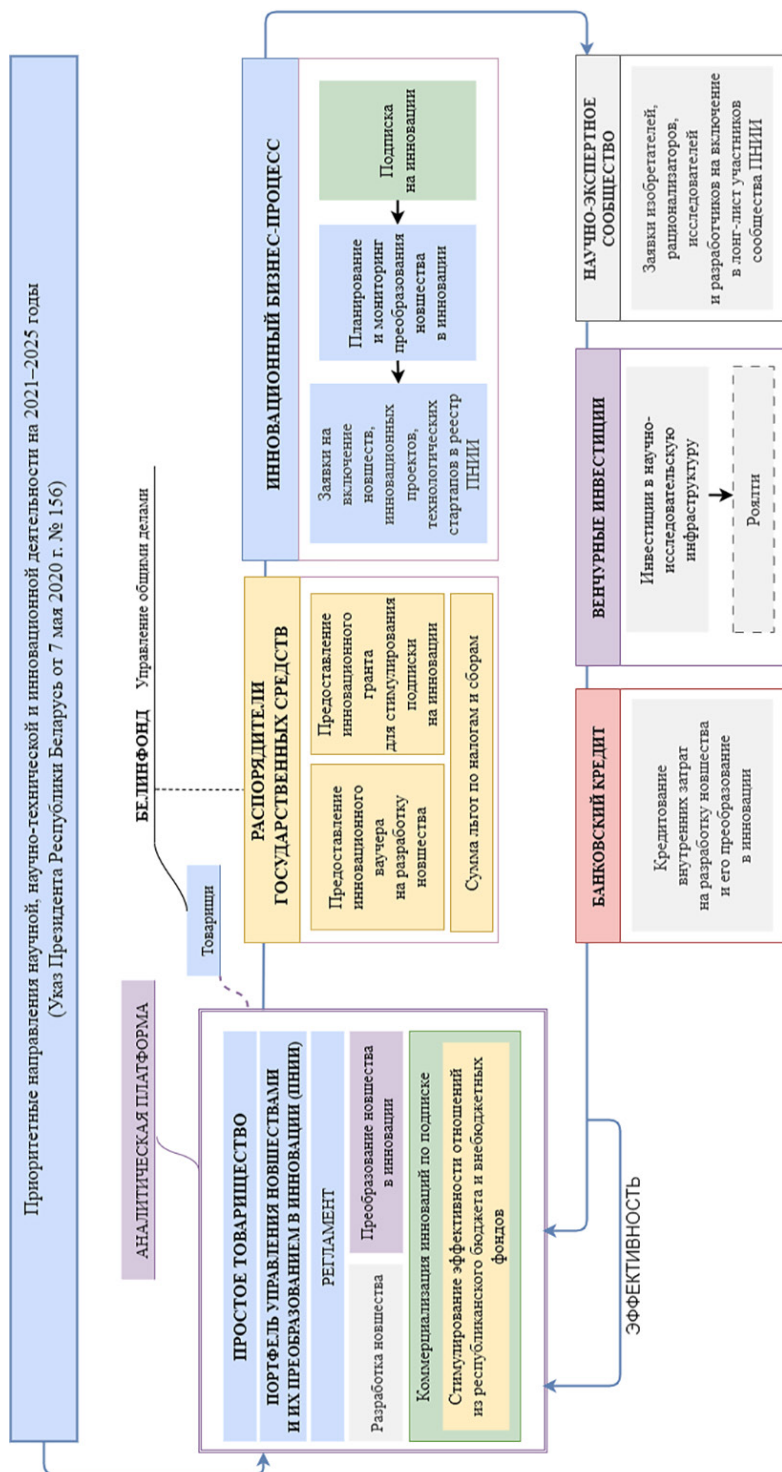 Приоритетные направления научной, научно-технической и инновационной деятельности на 2021–2025 годы
(Указ Президента Республики Беларусь от 7 мая 2020 г. № 156)
АНАЛИТИЧЕСКАЯ ПЛАТФОРМА
Товарищи
БЕЛИНФОНД
Управление общими делами
ПРОСТОЕ ТОВАРИЩЕСТВО
ПОРТФЕЛЬ УПРАВЛЕНИЯ НОВШЕСТВАМИ
И ИХ ПРЕОБРАЗОВАНИЕМ В ИННОВАЦИИ (ПНИИ)
РЕГЛАМЕНТ
Разработка новшества
Преобразование новшества
в инновации
Коммерциализация инноваций по подписке
Стимулирование эффективности отношений
из республиканского бюджета и внебюджетных
фондов
РАСПОРЯДИТЕЛИ
ГОСУДАРСТВЕННЫХ СРЕДСТВ
Предоставление
инновационного
ваучера
на разработку
новшества
Предоставление
инновационного
гранта
для стимулирования
подписки
на инновации
Сумма льгот по налогам и сборам
ИННОВАЦИОННЫЙ БИЗНЕС-ПРОЦЕСС
Заявки на
включение
новшеств,
инновационных
проектов,
технологических
стартапов в реестр
ПНИИ
Планирование
и мониторинг
преобразования
новшества
в инновации
Подписка
на инновации
БАНКОВСКИЙ КРЕДИТ
Кредитование
внутренних затрат
на разработку новшества
и его преобразование
в инновации
ВЕНЧУРНЫЕ ИНВЕСТИЦИИ
Инвестиции в научно-
исследовательскую
инфраструктуру
Роялти
НАУЧНО-ЭКСПЕРТНОЕ
СООБЩЕСТВО
Заявки изобретателей,
рационализаторов,
исследователей
и разработчиков на включение
в лонг-лист участников
сообщества ПНИИ
ЭФФЕКТИВНОСТЬ